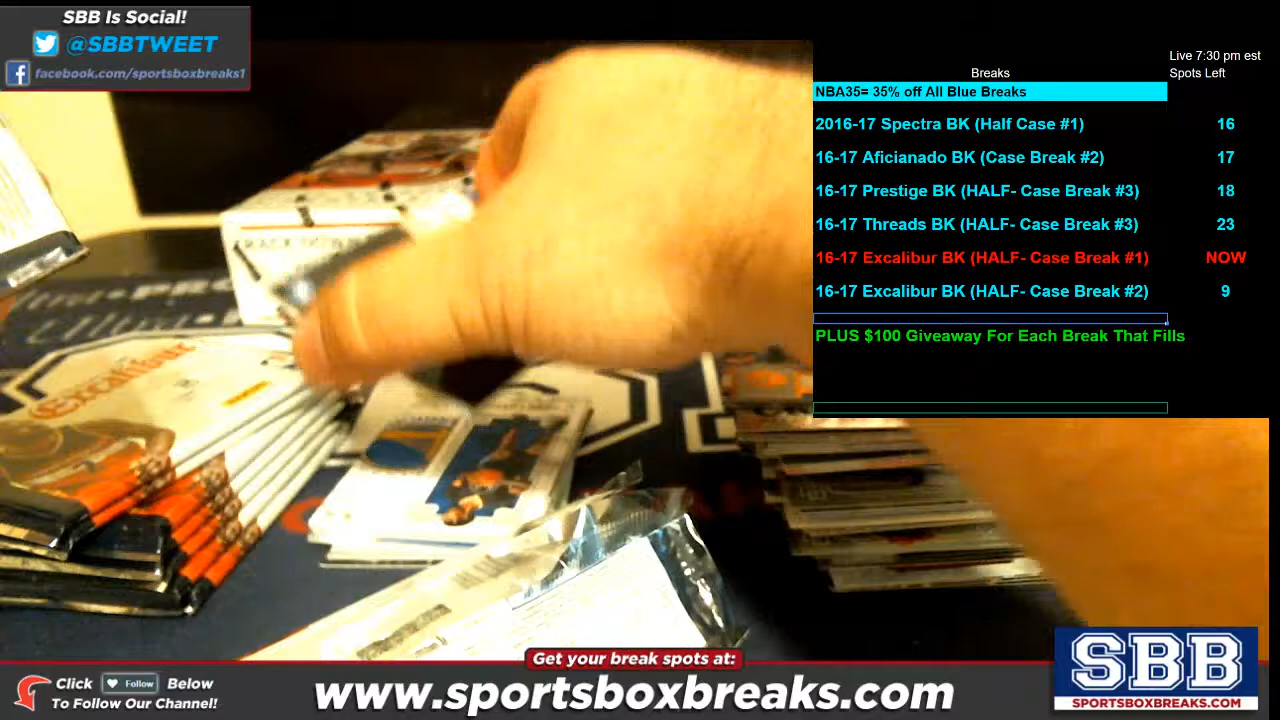 SBB Is Social!
@SBBTWEET
facebook.com/sportsboxbreaks1
Live 7:30 pm est
Breaks
Spots Left
NBA35= 35% off All Blue Breaks
2016-17 Spectra BK (Half Case #1) 16
16-17 Aficianado BK (Case Break #2) 17
16-17 Prestige BK (HALF- Case Break #3) 18
16-17 Threads BK (HALF- Case Break #3) 23
16-17 Excalibur BK (HALF- Case Break #1) NOW
16-17 Excalibur BK (HALF- Case Break #2) 9
PLUS $100 Giveaway For Each Break That Fills
Excalibur
Get your break spots at:
Click Follow Below
To Follow Our Channel!
www.sportsboxbreaks.com
SBB
SPORTSBOXBREAKS.COM